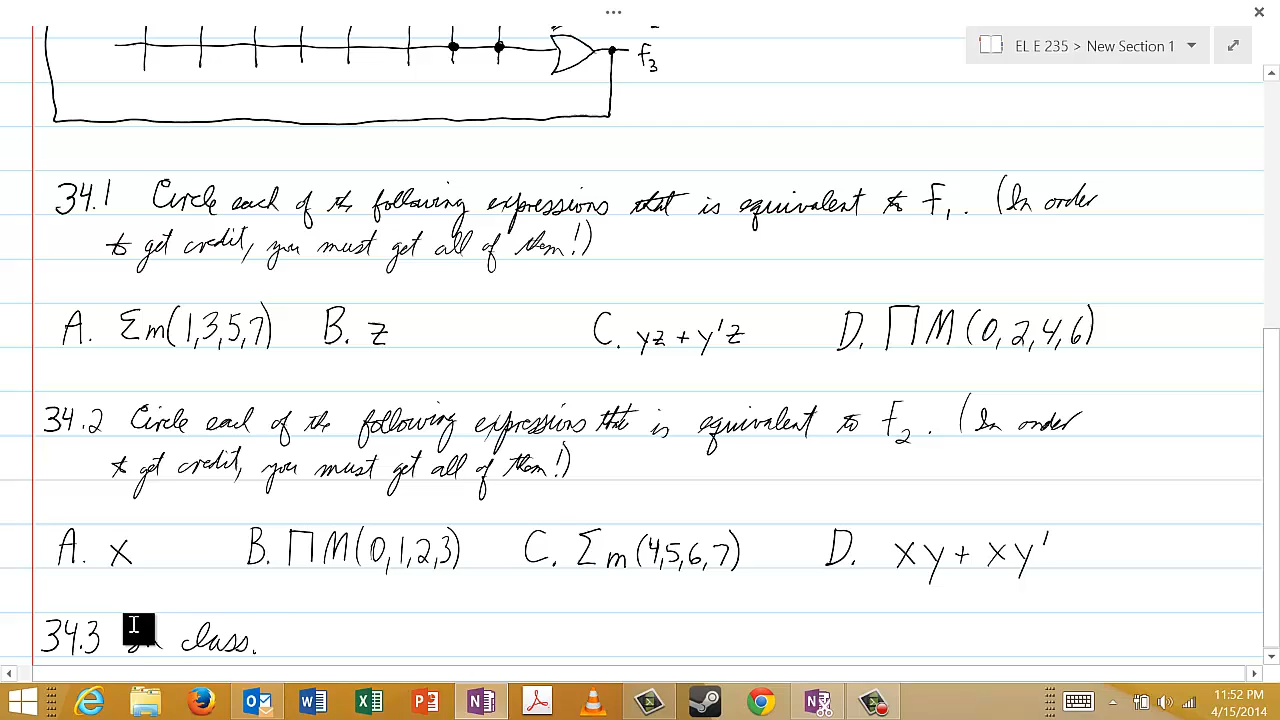 EL E 235 > New Section 1
f3
34.1 Circle each of the following expressions that is equivalent to F1. (In order
to get credit, you must get all of them!)
A. Σm(1,3,5,7) B. z C. yz + y'z D. ΠM(0,2,4,6)
34.2 Circle each of the following expressions that is equivalent to F2. (In order
to get credit, you must get all of them!)
A. x B. ΠM(0,1,2,3) C. Σm(4,5,6,7) D. xy + xy'
34.3 class.
11:52 PM
4/15/2014